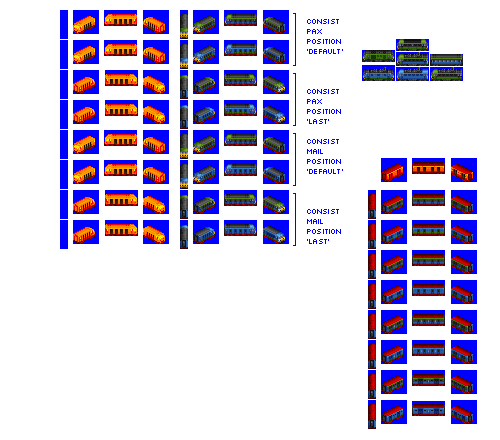 CONSIST
PAX
POSITION
'DEFAULT'
CONSIST
PAX
POSITION
'LAST'
CONSIST
MAIL
POSITION
'DEFAULT'
CONSIST
MAIL
POSITION
'LAST'